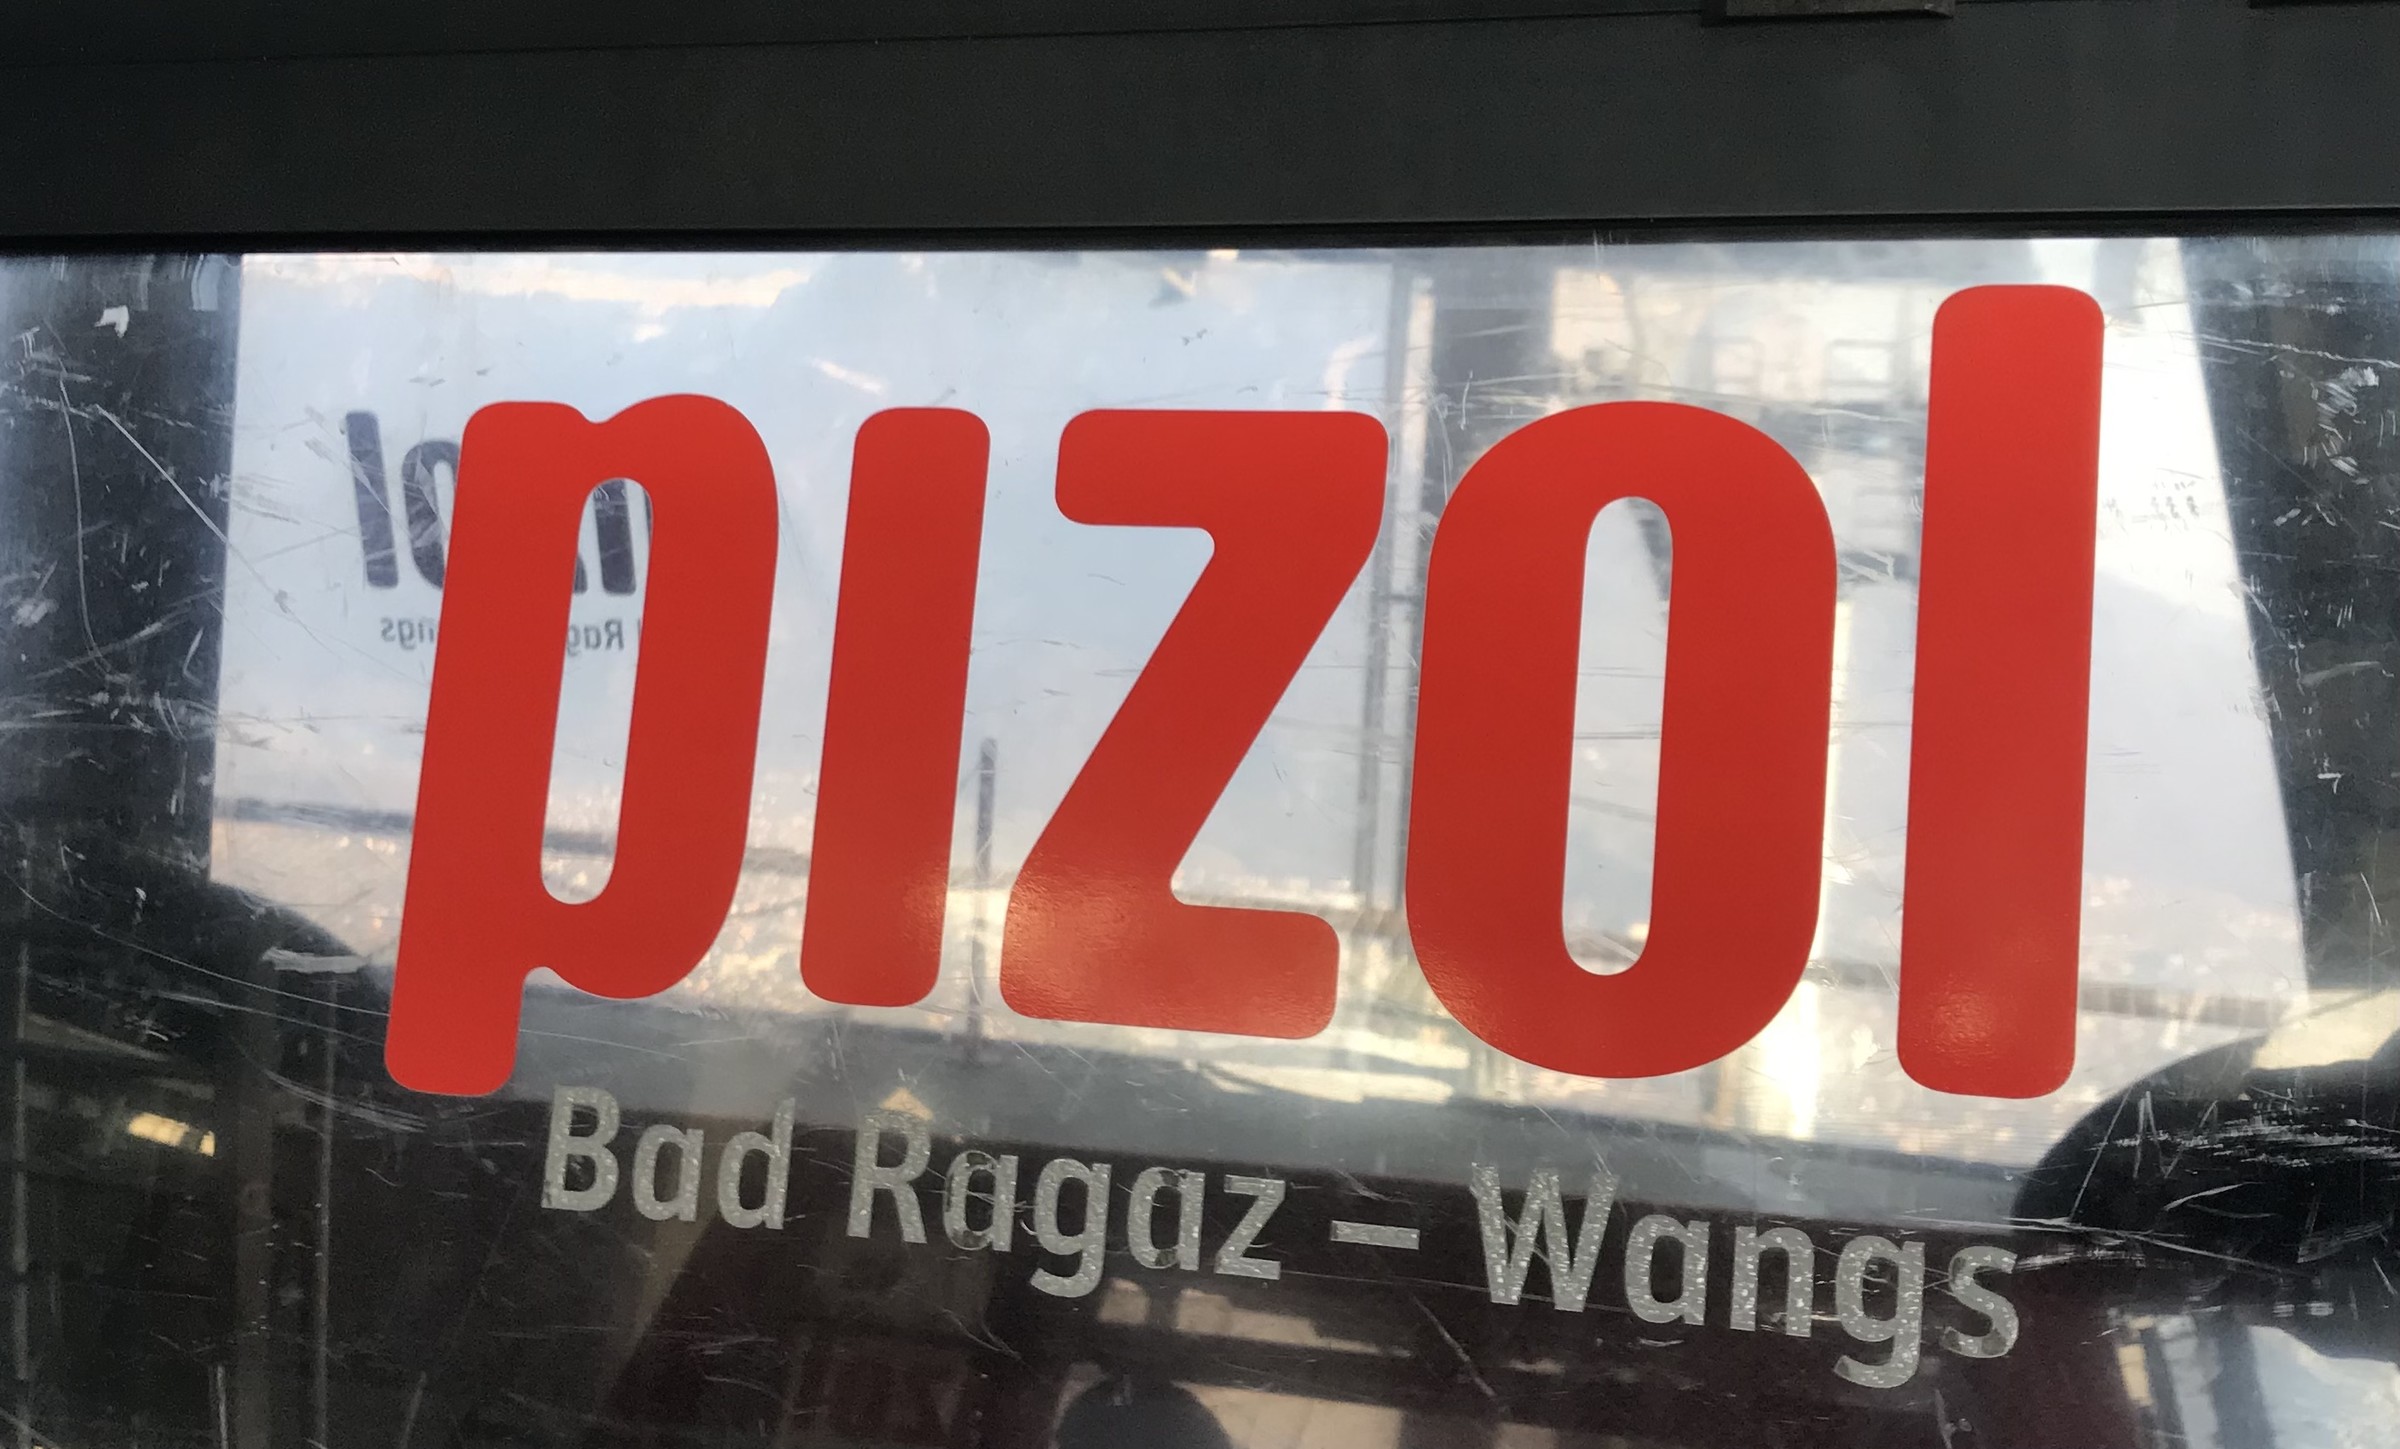 pizol
Bad Ragaz – Wangs